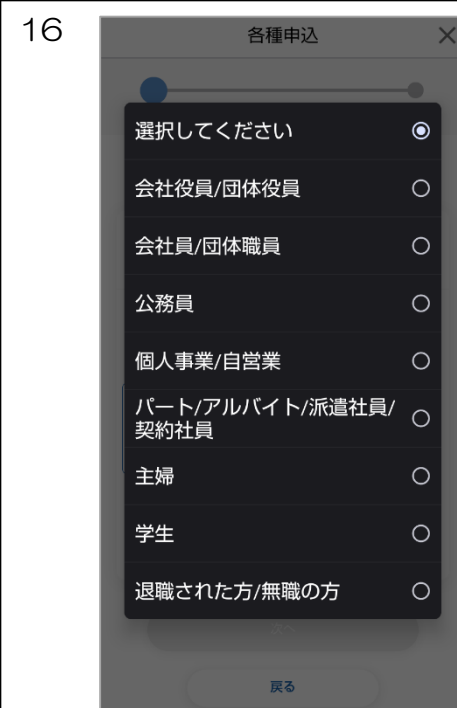 16
各種申込
選択してください
会社役員/団体役員
会社員/団体職員
公務員
個人事業/自営業
パート/アルバイト/派遣社員/
契約社員
主婦
学生
退職された方/無職の方
次へ
戻る